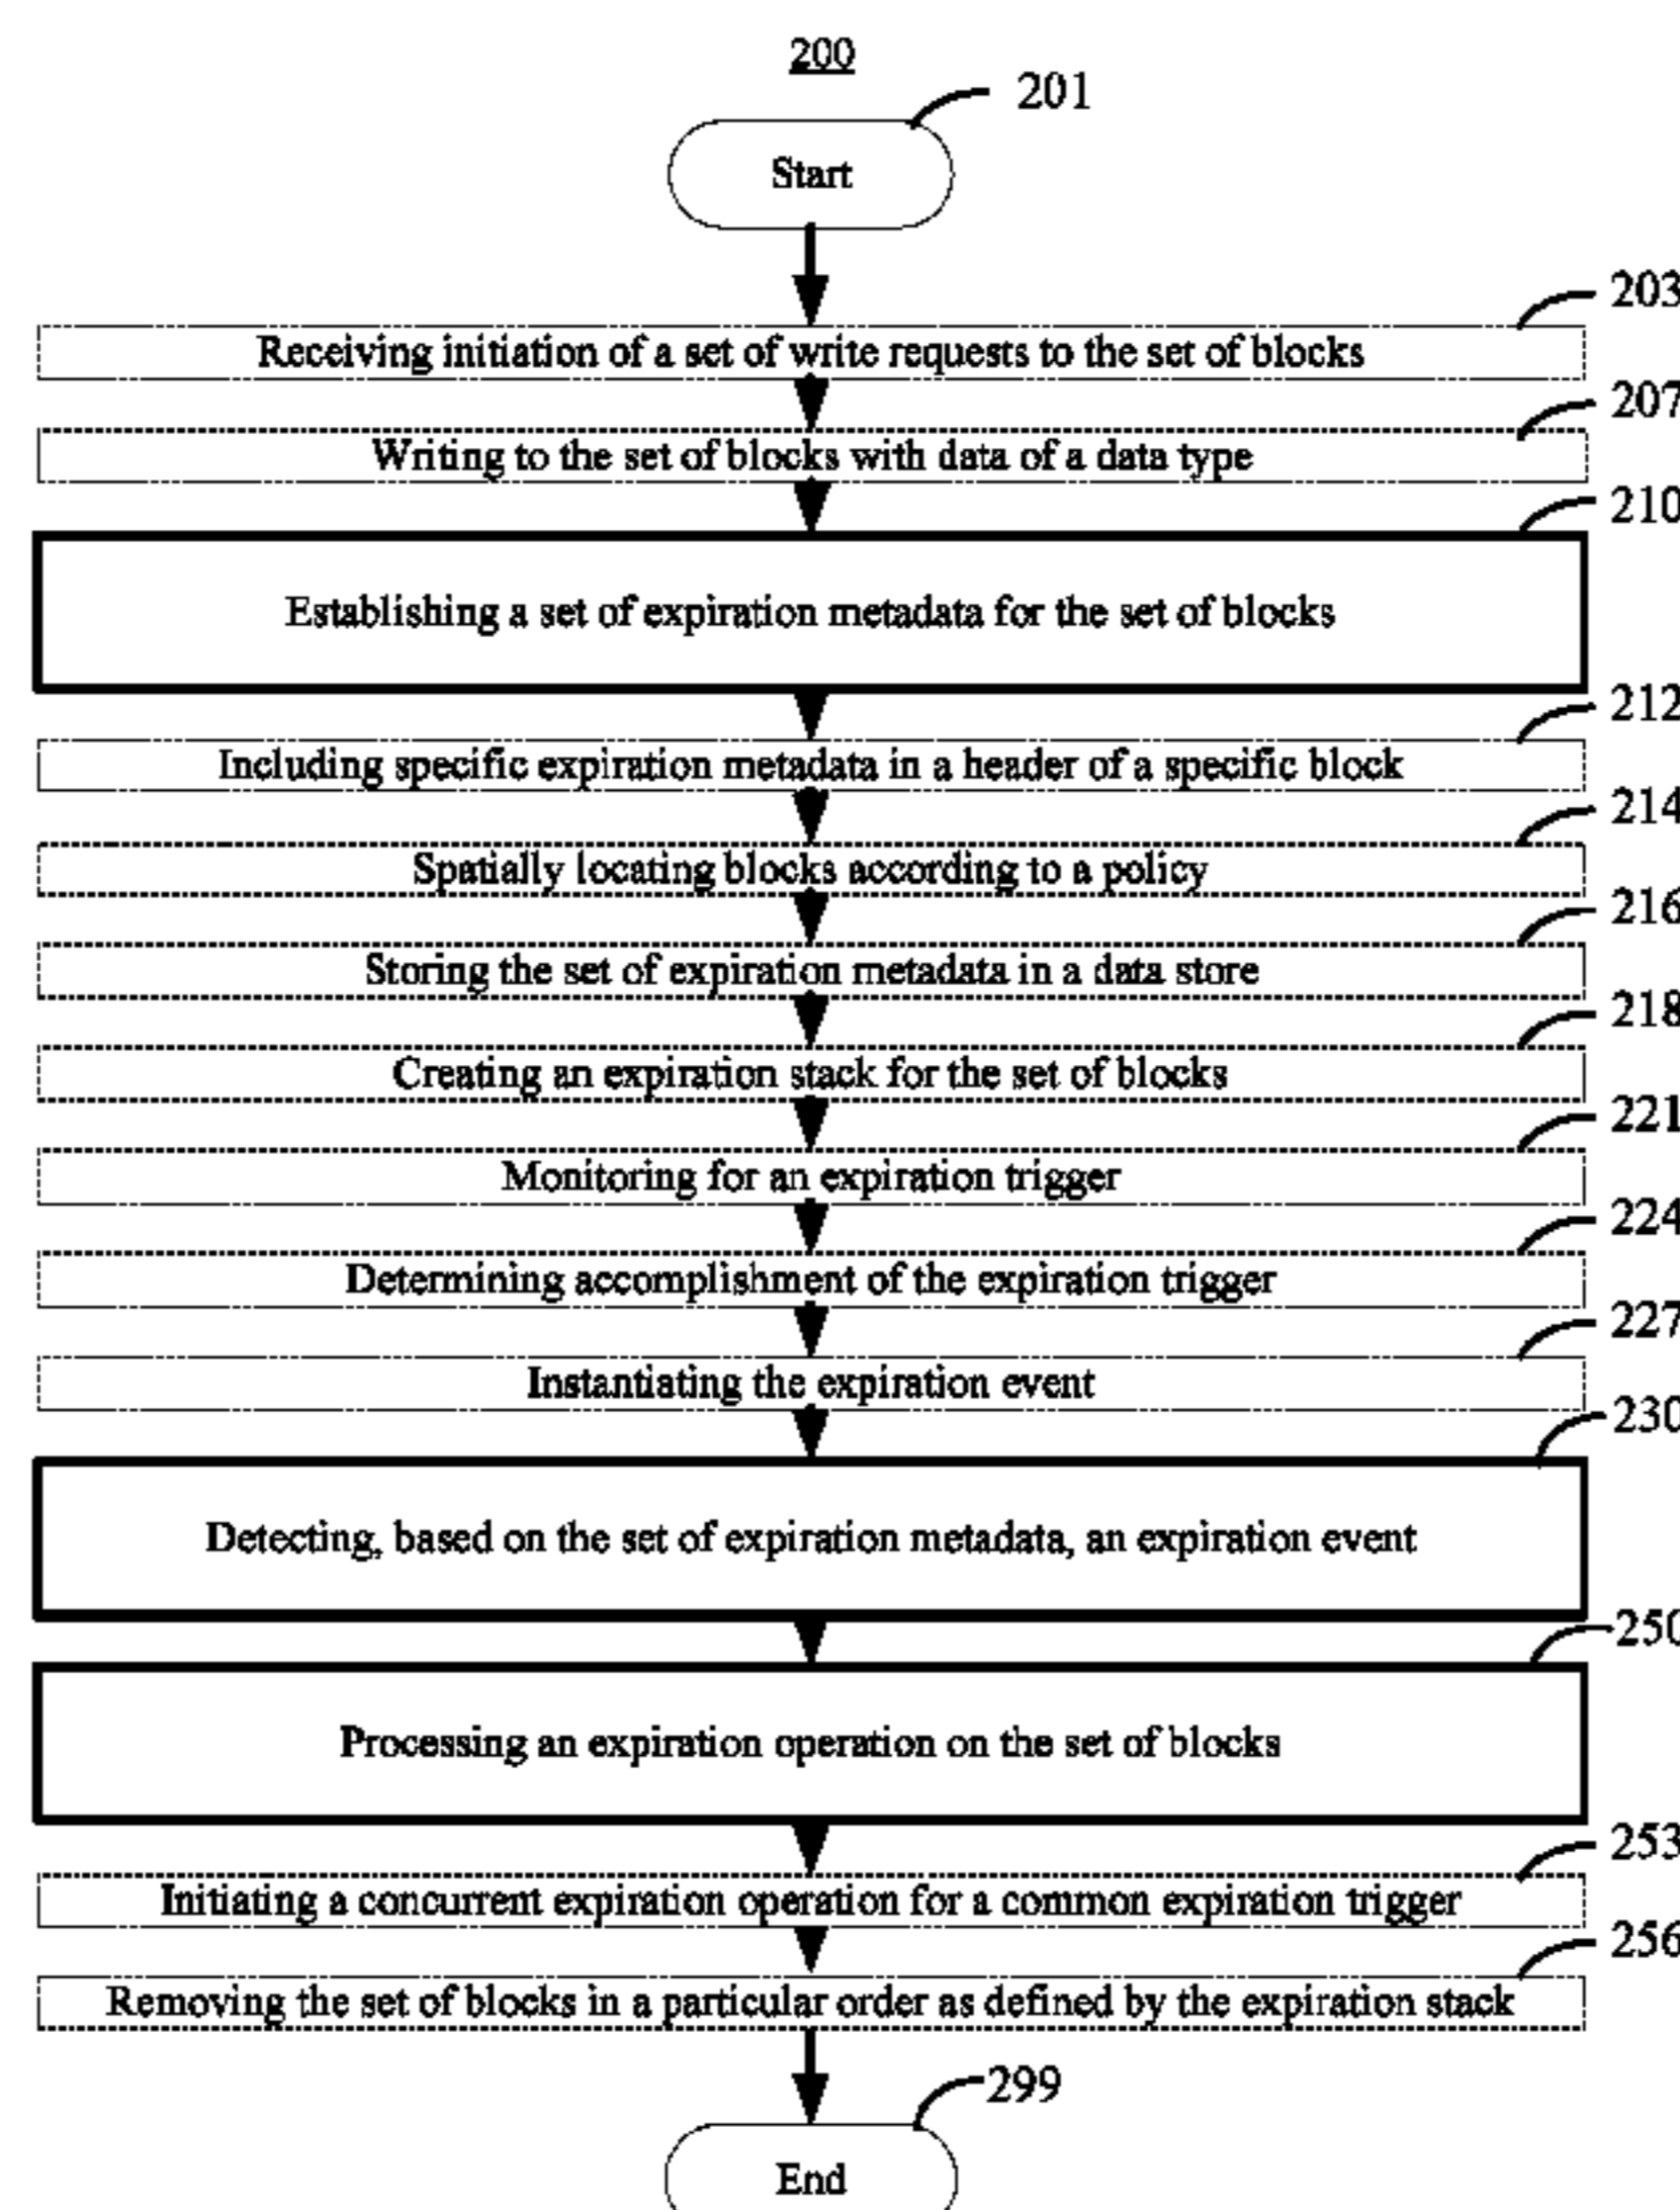 200
201
Start
203
Receiving initiation of a set of write requests to the set of blocks
207
Writing to the set of blocks with data of a data type
210
Establishing a set of expiration metadata for the set of blocks
212
Including specific expiration metadata in a header of a specific block
214
Spatially locating blocks according to a policy
216
Storing the set of expiration metadata in a data store
218
Creating an expiration stack for the set of blocks
221
Monitoring for an expiration trigger
224
Determining accomplishment of the expiration trigger
227
Instantiating the expiration event
230
Detecting, based on the set of expiration metadata, an expiration event
250
Processing an expiration operation on the set of blocks
253
Initiating a concurrent expiration operation for a common expiration trigger
256
Removing the set of blocks in a particular order as defined by the expiration stack
299
End